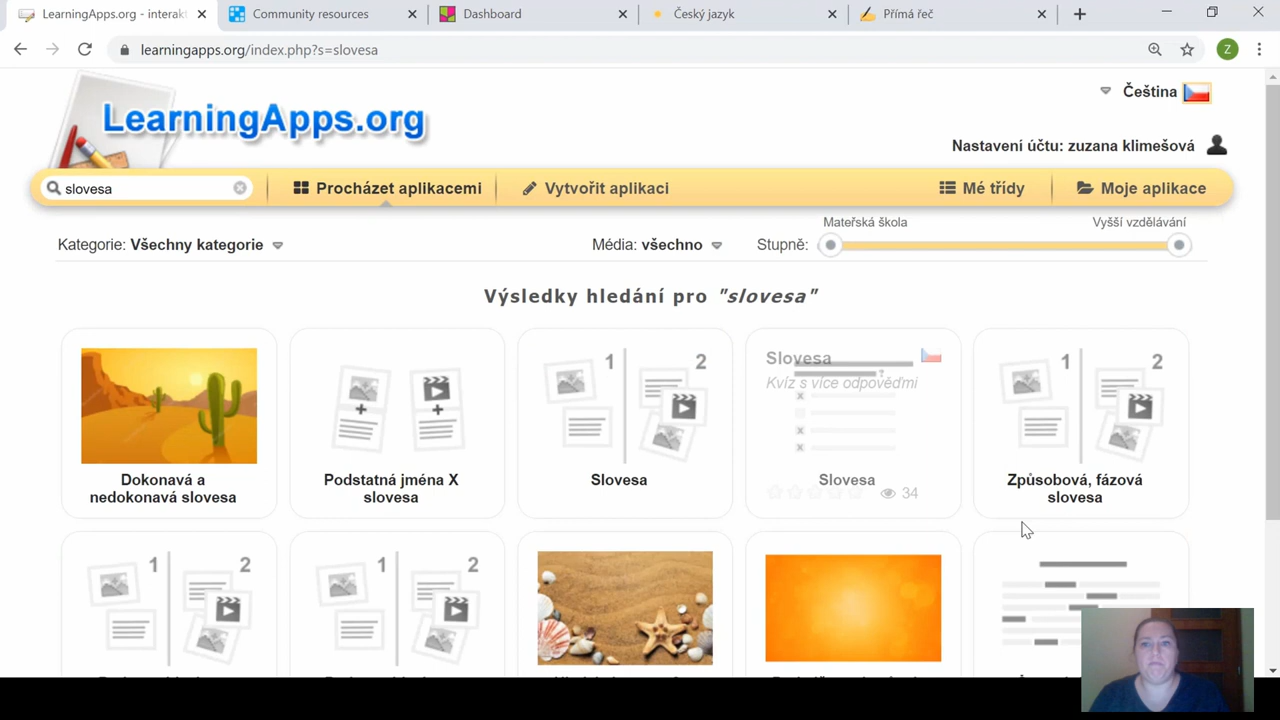 LearningApps.org - interak
Community resources
Dashboard
Český jazyk
Přímá řeč
learningapps.org/index.php?s=slovesa
Z
LearningApps.org
Čeština
Nastavení účtu: zuzana klimešová
slovesa
Procházet aplikacemi
Vytvořit aplikaci
Mé třídy
Moje aplikace
Mateřská škola
Vyšší vzdělávání
Kategorie: Všechny kategorie
Média: všechno
Stupně:
Výsledky hledání pro "slovesa"
1 2
Slovesa
Kvíz s více odpověďmi
1 2
Dokonavá a
nedokonavá slovesa
Podstatná jména X
slovesa
Slovesa
Slovesa
34
Způsobová, fázová
slovesa
1 2
1 2